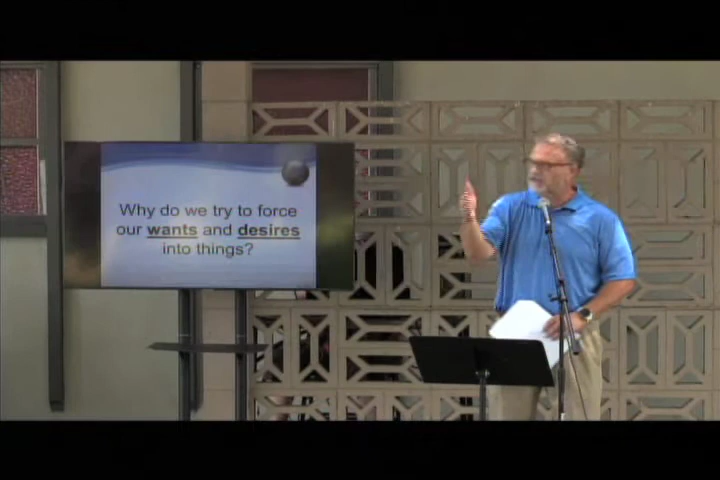 Why do we try to force
our wants and desires
into things?